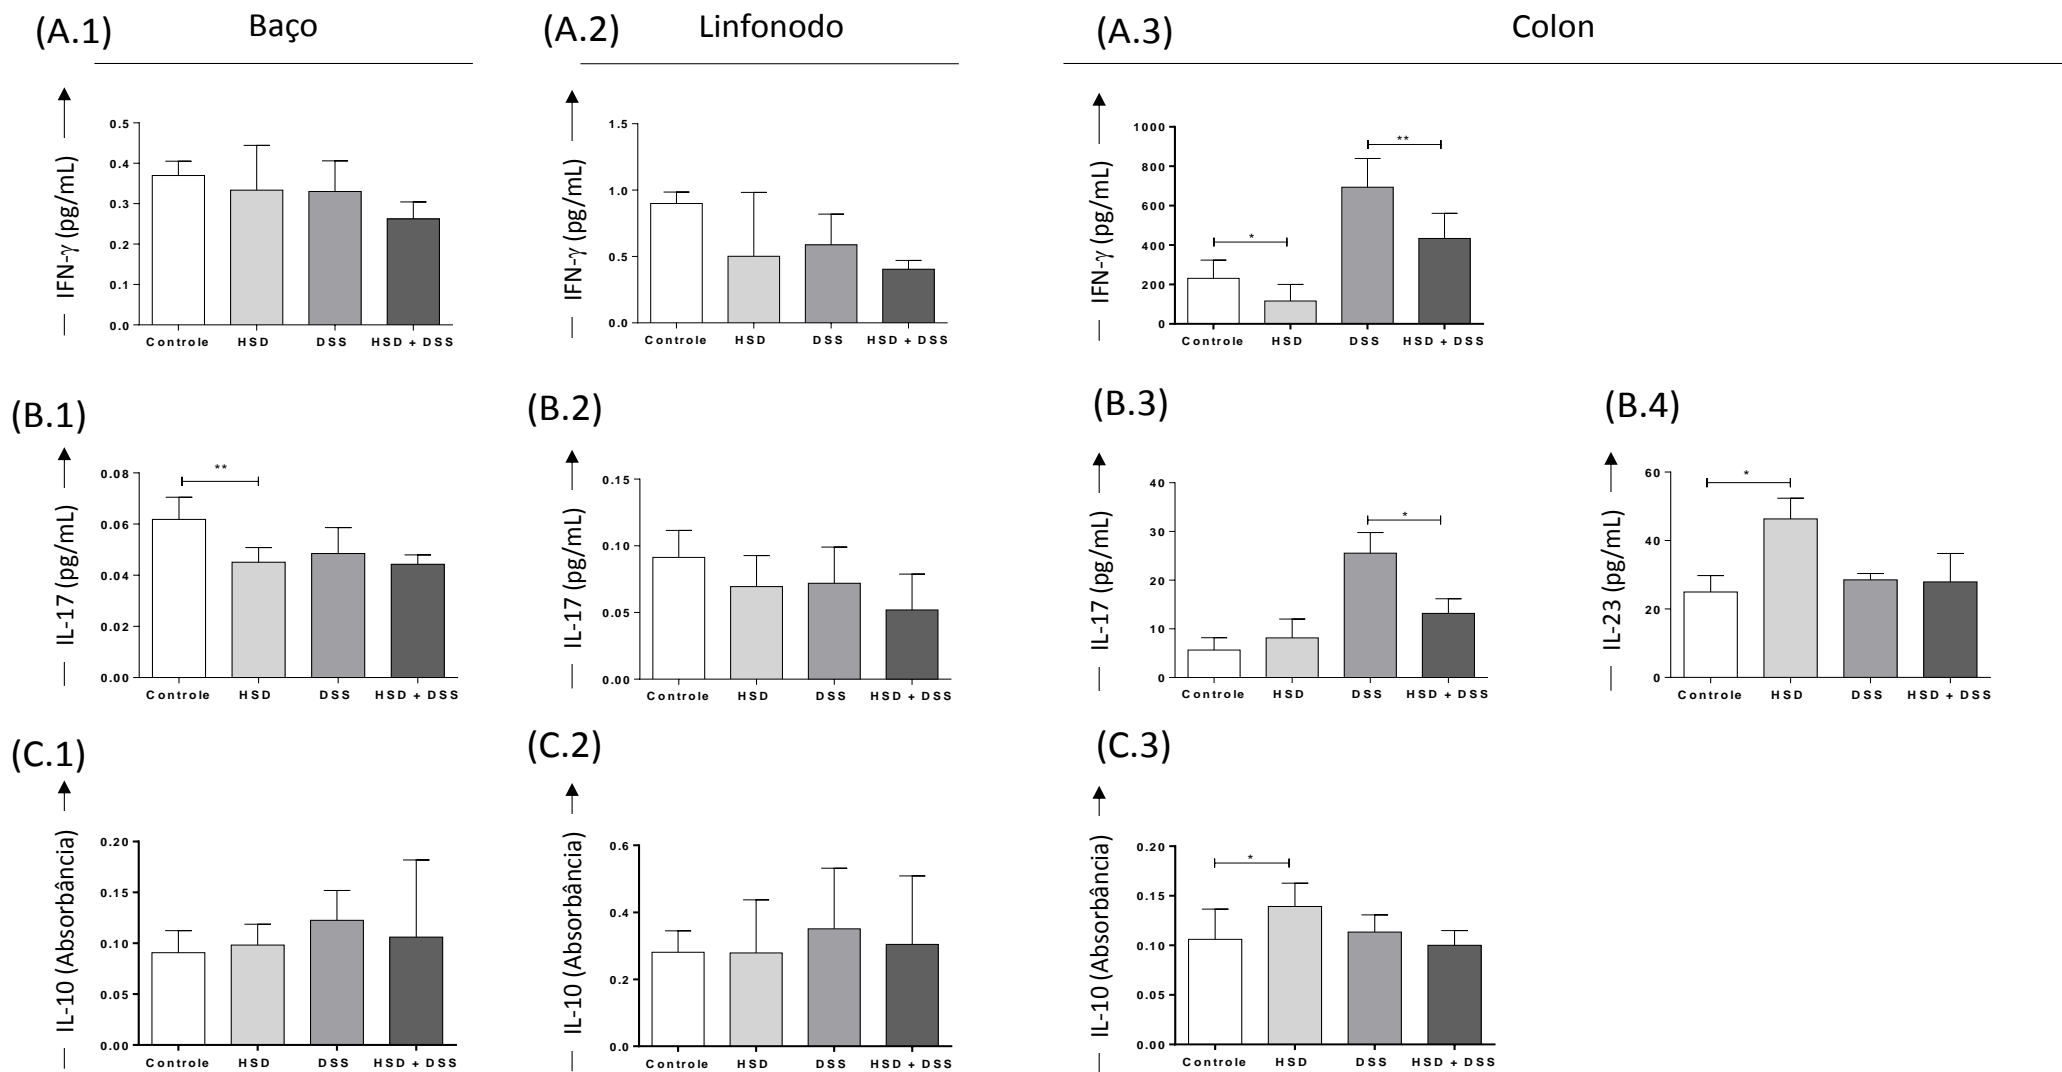 (A.1) Baço
(A.2) Linfonodo
(A.3) Colon
IFN-γ (pg/mL)
0.5
0.4
0.3
0.2
0.1
0.0
Controle HSD DSS HSD + DSS
IFN-γ (pg/mL)
1.5
1.0
0.5
0.0
Controle HSD DSS HSD + DSS
IFN-γ (pg/mL)
1000
800
600
400
200
0
* **
Controle HSD DSS HSD + DSS
(B.1)
IL-17 (pg/mL)
0.08
0.06
0.04
0.02
0.00
**
Controle HSD DSS HSD + DSS
(B.2)
IL-17 (pg/mL)
0.15
0.10
0.05
0.00
Controle HSD DSS HSD + DSS
(B.3)
IL-17 (pg/mL)
40
30
20
10
0
*
Controle HSD DSS HSD + DSS
(B.4)
IL-23 (pg/mL)
60
40
20
0
*
Controle HSD DSS HSD + DSS
(C.1)
IL-10 (Absorbância)
0.20
0.15
0.10
0.05
0.00
Controle HSD DSS HSD + DSS
(C.2)
IL-10 (Absorbância)
0.6
0.4
0.2
0.0
Controle HSD DSS HSD + DSS
(C.3)
IL-10 (Absorbância)
0.20
0.15
0.10
0.05
0.00
*
Controle HSD DSS HSD + DSS